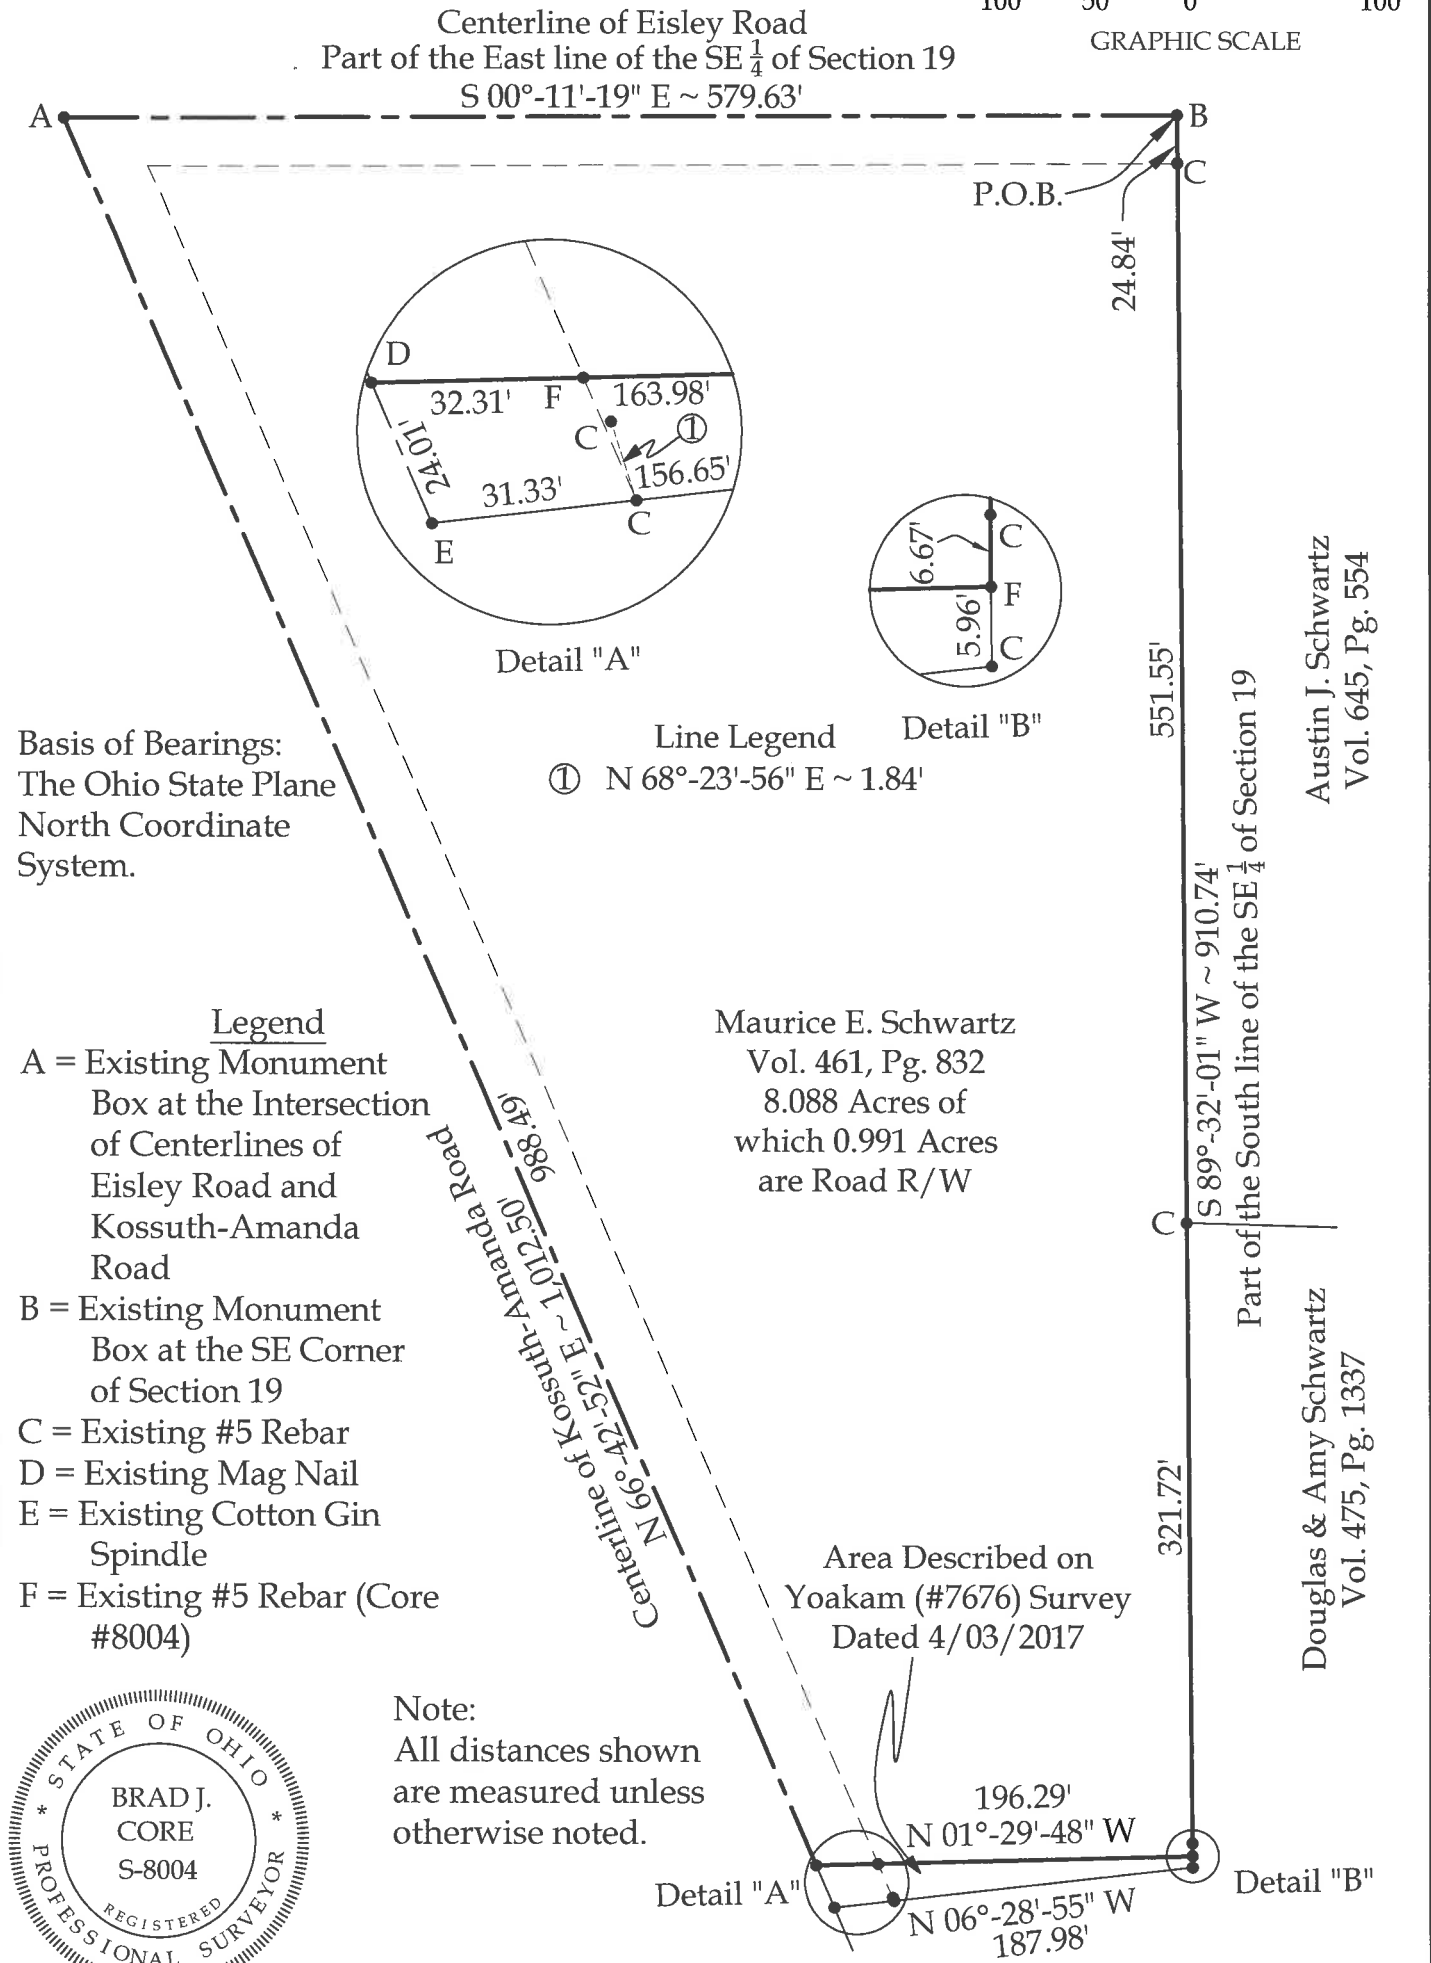 100 50 0 100
GRAPHIC SCALE
Centerline of Eisley Road
Part of the East line of the SE 1/4 of Section 19
S 00°-11'-19" E ~ 579.63'
A
B
C
P.O.B.
24.84'
D
32.31'
F
163.98'
C
①
24.01'
31.33'
156.65'
C
E
Detail "A"
6.67'
C
F
5.96'
C
Detail "B"
Line Legend
① N 68°-23'-56" E ~ 1.84'
551.55'
Austin J. Schwartz
Vol. 645, Pg. 554
Basis of Bearings:
The Ohio State Plane
North Coordinate
System.
S 89°-32'-01" W ~ 910.74'
Part of the South line of the SE 1/4 of Section 19
C
Legend
A = Existing Monument
Box at the Intersection
of Centerlines of
Eisley Road and
Kossuth-Amanda
Road
B = Existing Monument
Box at the SE Corner
of Section 19
C = Existing #5 Rebar
D = Existing Mag Nail
E = Existing Cotton Gin
Spindle
F = Existing #5 Rebar (Core
#8004)
988.49'
N 66°-42'-52" E ~ 1,012.50'
Centerline of Kossuth-Amanda Road
Maurice E. Schwartz
Vol. 461, Pg. 832
8.088 Acres of
which 0.991 Acres
are Road R/W
321.72'
Douglas & Amy Schwartz
Vol. 475, Pg. 1337
Area Described on
Yoakam (#7676) Survey
Dated 4/03/2017
Note:
All distances shown
are measured unless
otherwise noted.
STATE OF OHIO
BRAD J.
CORE
S-8004
REGISTERED
PROFESSIONAL SURVEYOR
196.29'
N 01°-29'-48" W
Detail "A"
Detail "B"
N 06°-28'-55" W
187.98'